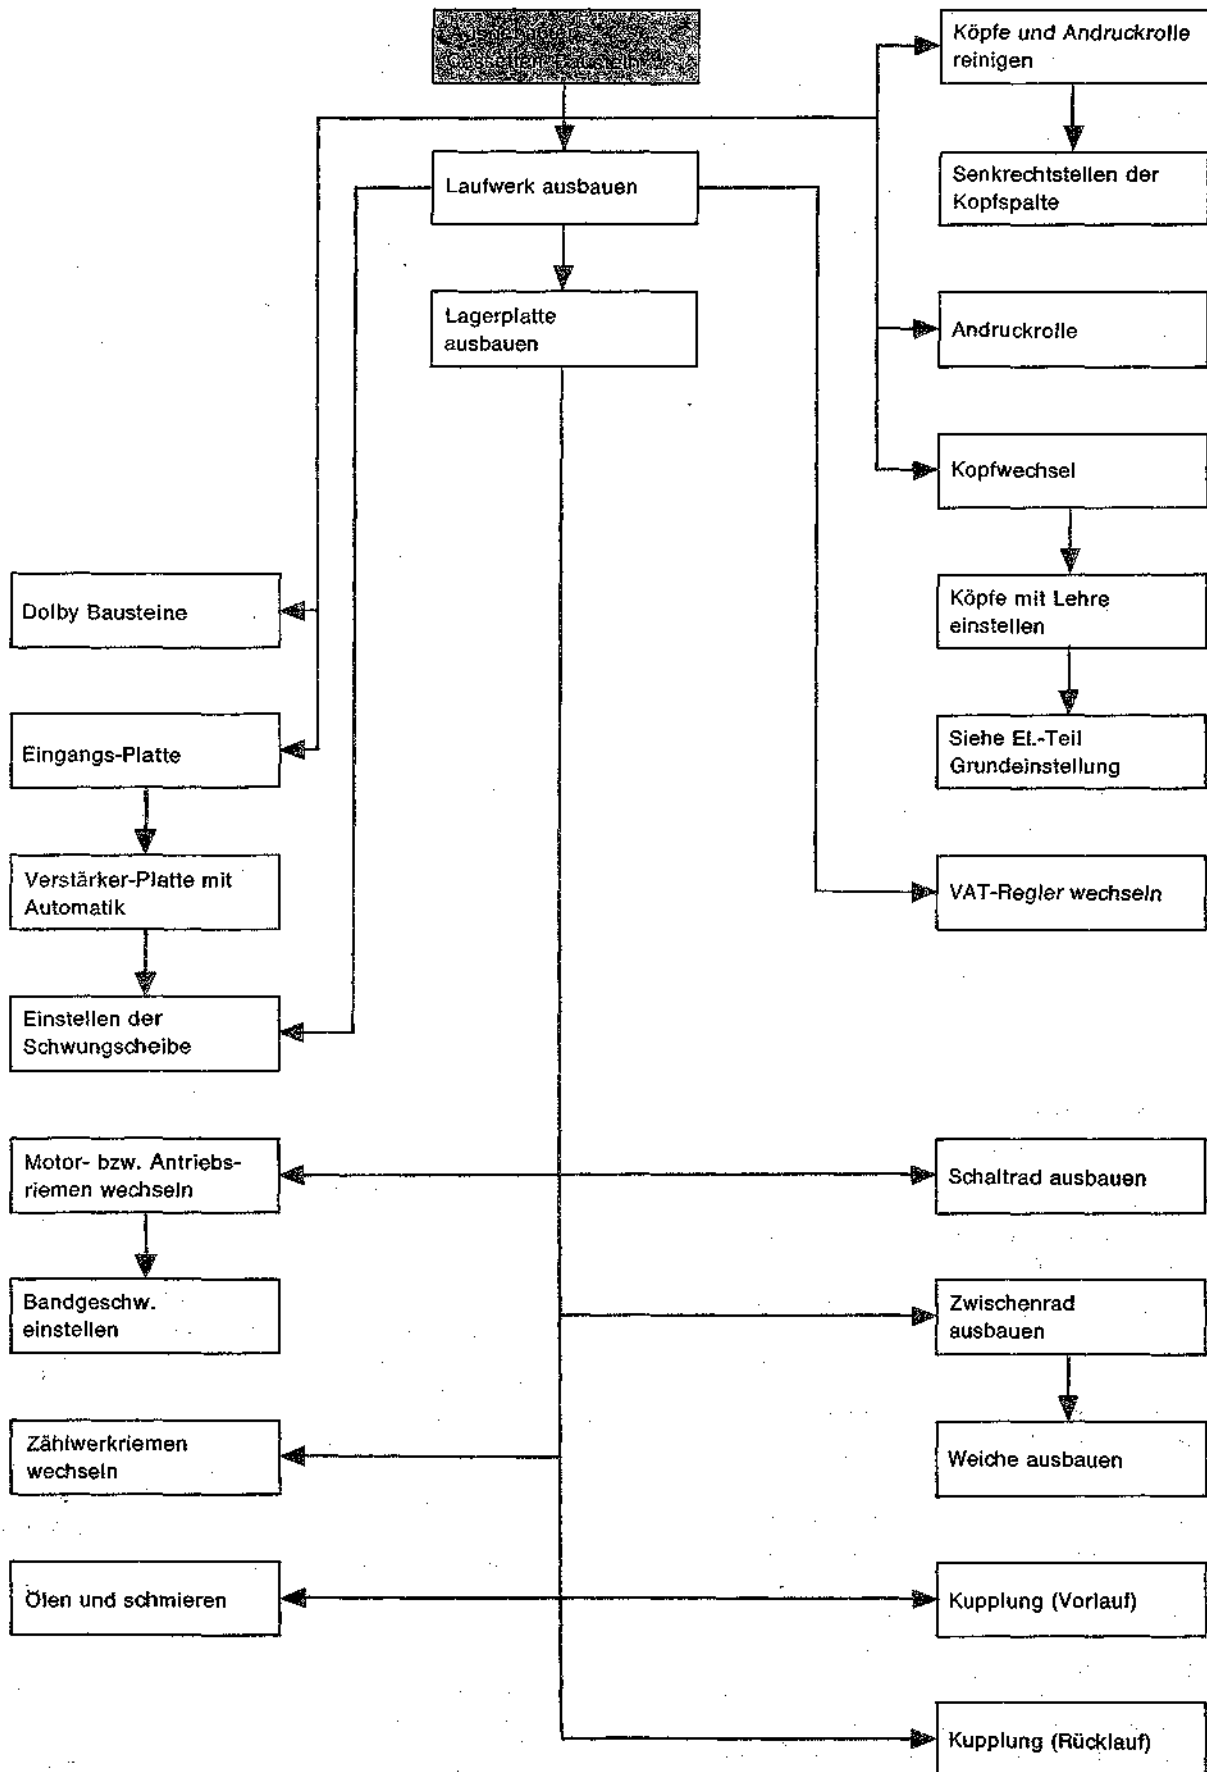 Cassetten-Baustein
Köpfe und Andruckrolle
reinigen
Laufwerk ausbauen
Senkrechtstellen der
Kopfspalte
Lagerplatte
ausbauen
Andruckrolle
Kopfwechsel
Dolby Bausteine
Köpfe mit Lehre
einstellen
Eingangs-Platte
Siehe El.-Teil
Grundeinstellung
Verstärker-Platte mit
Automatik
VAT-Regler wechseln
Einstellen der
Schwungscheibe
Motor- bzw. Antriebs-
riemen wechseln
Schaltrad ausbauen
Bandgeschw.
einstellen
Zwischenrad
ausbauen
Zählwerkriemen
wechseln
Weiche ausbauen
Ölen und schmieren
Kupplung (Vorlauf)
Kupplung (Rücklauf)